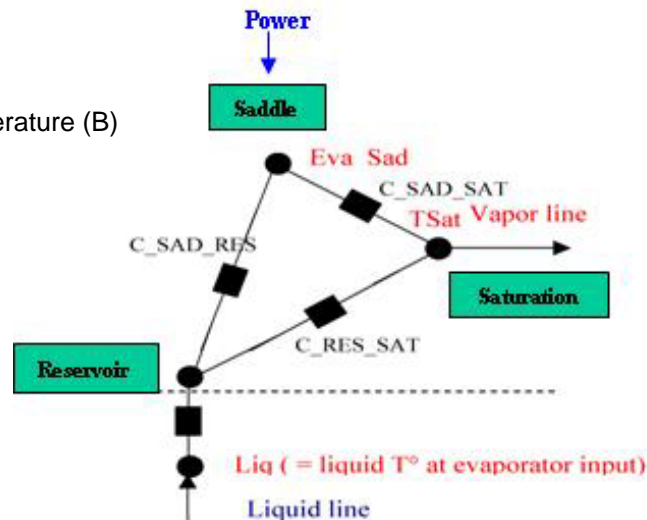 Power
Saddle
erature (B)
Eva Sad
C_SAD_SAT
TSat Vapor line
C_SAD_RES
Saturation
C_RES_SAT
Reservoir
Liq ( = liquid T° at evaporator input)
Liquid line